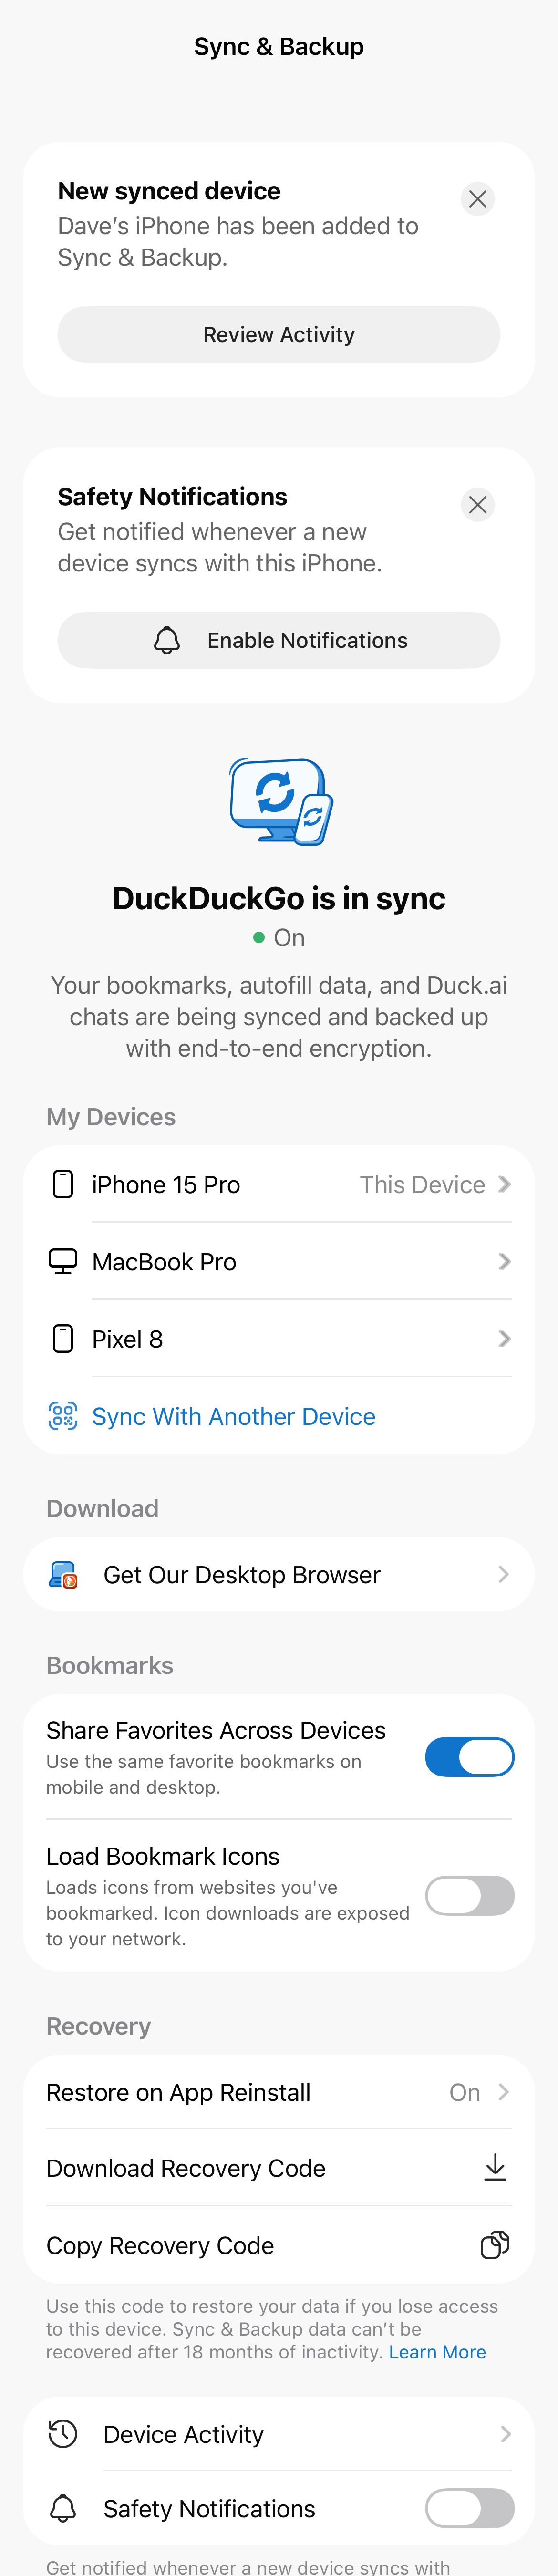 Sync & Backup
New synced device
Dave’s iPhone has been added to
Sync & Backup.
Review Activity
Safety Notifications
Get notified whenever a new
device syncs with this iPhone.
Enable Notifications
DuckDuckGo is in sync
On
Your bookmarks, autofill data, and Duck.ai
chats are being synced and backed up
with end-to-end encryption.
My Devices
iPhone 15 Pro This Device
MacBook Pro
Pixel 8
Sync With Another Device
Download
Get Our Desktop Browser
Bookmarks
Share Favorites Across Devices
Use the same favorite bookmarks on
mobile and desktop.
Load Bookmark Icons
Loads icons from websites you've
bookmarked. Icon downloads are exposed
to your network.
Recovery
Restore on App Reinstall On
Download Recovery Code
Copy Recovery Code
Use this code to restore your data if you lose access
to this device. Sync & Backup data can’t be
recovered after 18 months of inactivity. Learn More
Device Activity
Safety Notifications
Get notified whenever a new device syncs with